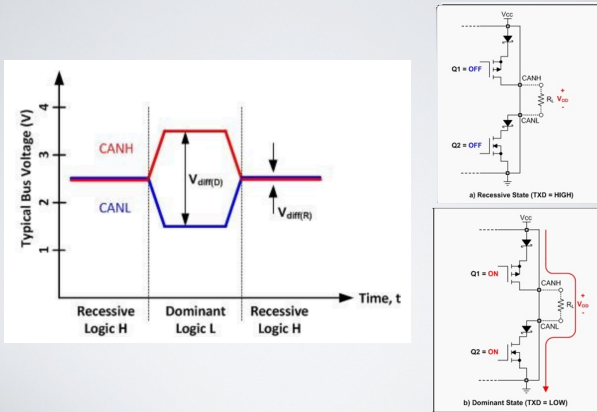 Typical Bus Voltage (V)
4
3
2
1
CANH
CANL
Vdiff(D)
Vdiff(R)
Time, t
Recessive
Logic H
Dominant
Logic L
Recessive
Logic H
Vcc
Q1 = OFF
CANH
RL
+
VOD
-
CANL
Q2 = OFF
a) Recessive State (TXD = HIGH)
Vcc
Q1 = ON
CANH
RL
+
VOD
-
CANL
Q2 = ON
b) Dominant State (TXD = LOW)